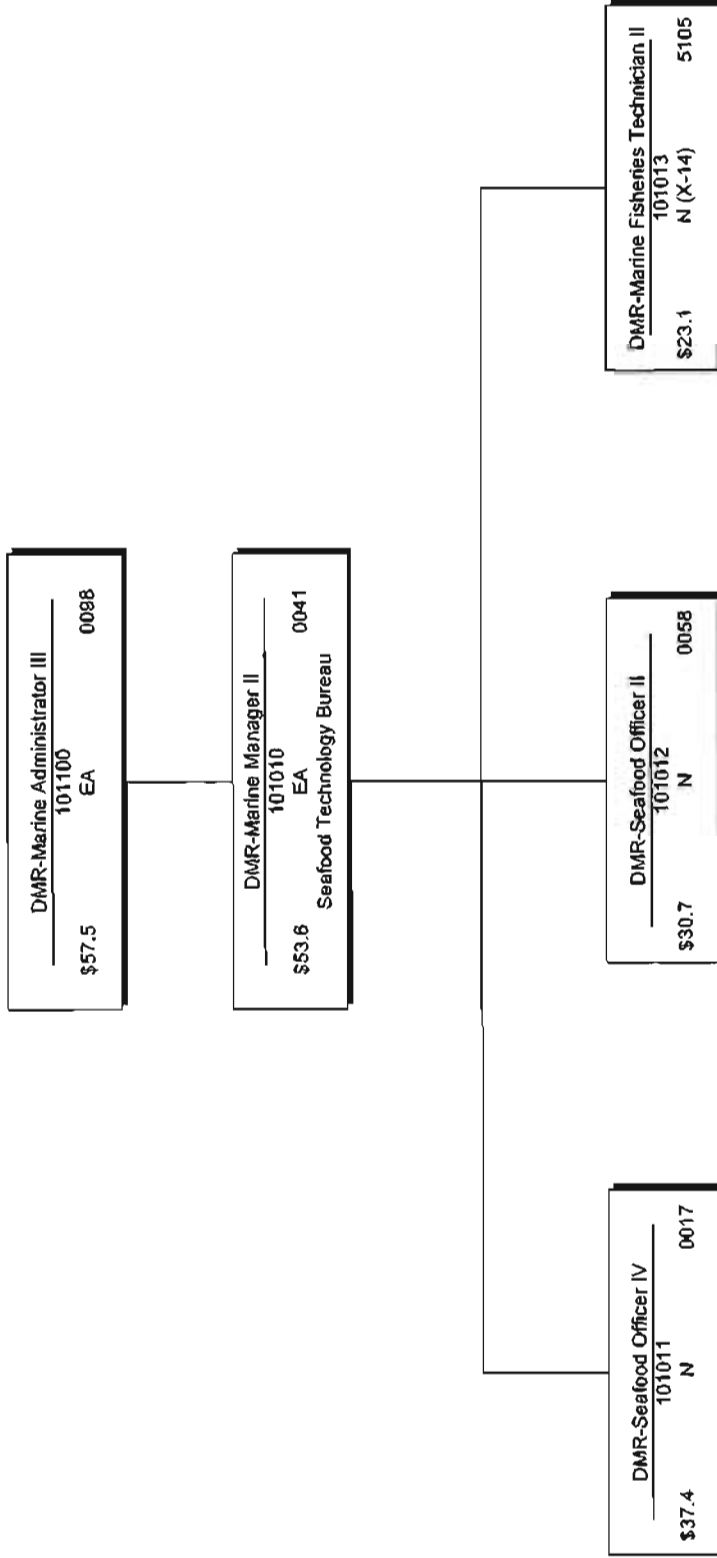 DMR-Marine Administrator III
101100
$57.5 EA 0098
DMR-Marine Manager II
101010
$53.6 EA 0041
Seafood Technology Bureau
DMR-Seafood Officer IV
101011
$37.4 N 0017
DMR-Seafood Officer II
101012
$30.7 N 0058
DMR-Marine Fisheries Technician II
101013
$23.1 N (X-14) 5105